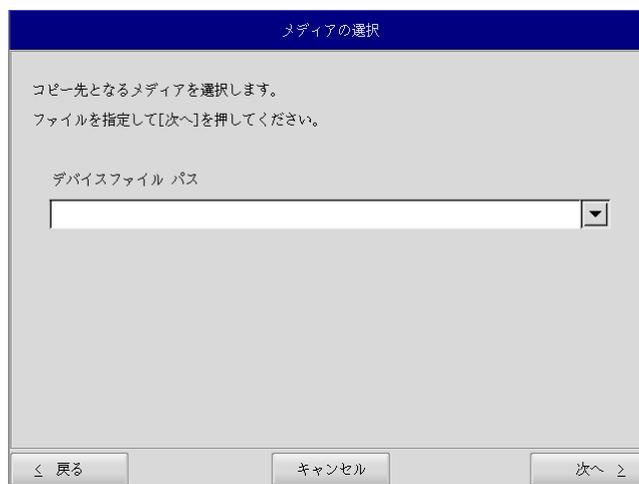 メディアの選択
コピー先となるメディアを選択します。
ファイルを指定して[次へ]を押してください。
デバイスファイル パス
≤ 戻る
キャンセル
次へ ≥